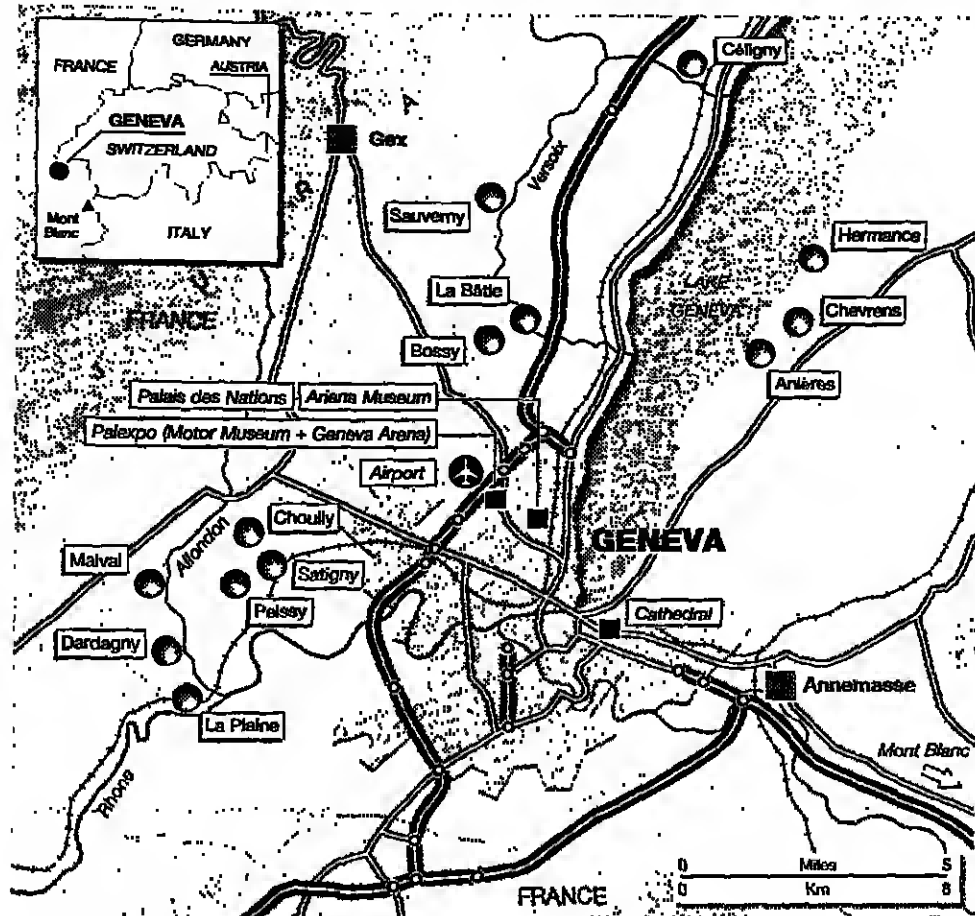 GERMANY
FRANCE
AUSTRIA
GENEVA
SWITZERLAND
Mont
Blanc
ITALY
Gex
Céligny
Versoix
Sauverny
Hermance
La Bâtie
LAKE
GENEVA
Chevrens
FRANCE
Bossy
Anières
Palais des Nations
Ariana Museum
Palexpo (Motor Museum + Geneva Arena)
Airport
GENEVA
Choully
Allondon
Malval
Satigny
Peissy
Cathedral
Dardagny
Annemasse
La Plaine
Mont Blanc
Rhone
0 Miles 5
0 Km 8
FRANCE